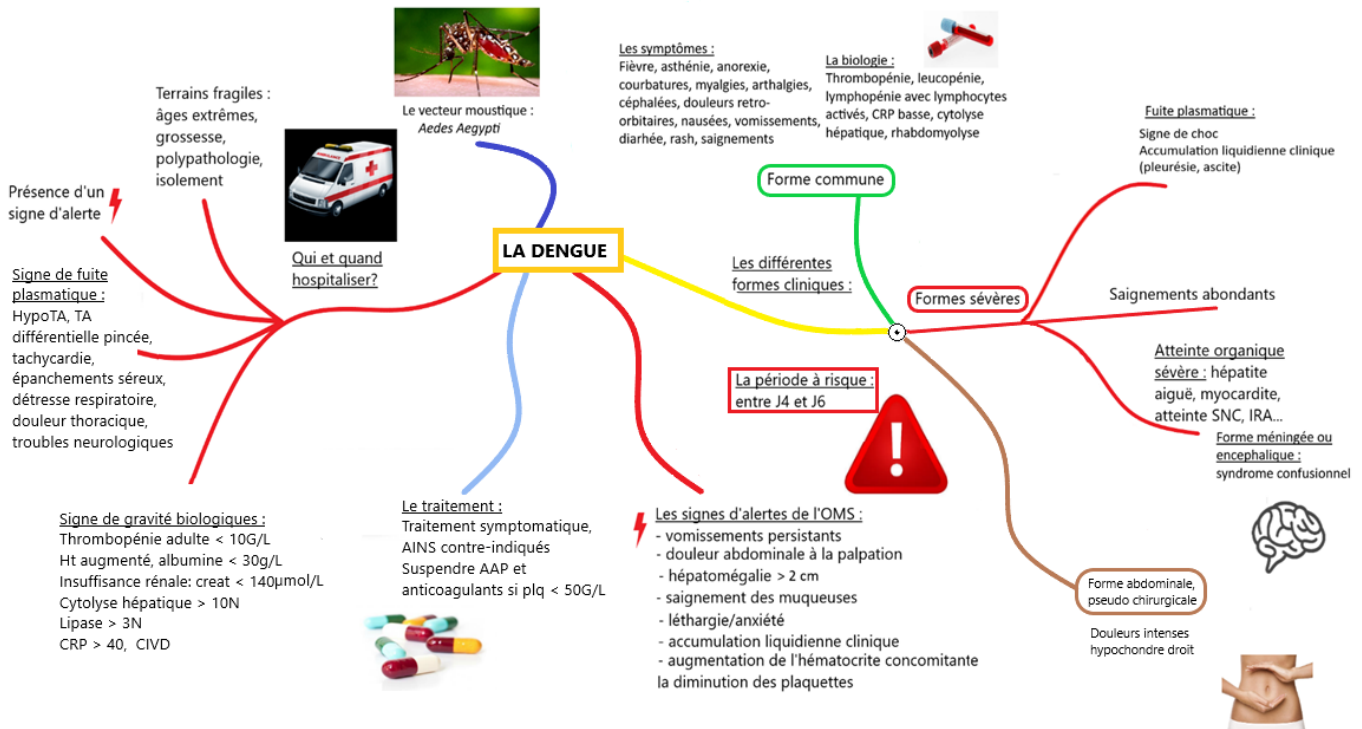 LA DENGUE
Le vecteur moustique :
Aedes Aegypti
Les symptômes :
Fièvre, asthénie, anorexie,
courbatures, myalgies, arthalgies,
céphalées, douleurs retro-
orbitaires, nausées, vomissements,
diarhée, rash, saignements
La biologie :
Thrombopénie, leucopénie,
lymphopénie avec lymphocytes
activés, CRP basse, cytolyse
hépatique, rhabdomyolyse
Forme commune
Les différentes
formes cliniques :
Formes sévères
Fuite plasmatique :
Signe de choc
Accumulation liquidienne clinique
(pleurésie, ascite)
Saignements abondants
Atteinte organique
sévère : hépatite
aiguë, myocardite,
atteinte SNC, IRA...
Forme méningée ou
encephalique :
syndrome confusionnel
Forme abdominale,
pseudo chirurgicale
Douleurs intenses
hypochondre droit
La période à risque :
entre J4 et J6
Les signes d'alertes de l'OMS :
- vomissements persistants
- douleur abdominale à la palpation
- hépatomégalie > 2 cm
- saignement des muqueuses
- léthargie/anxiété
- accumulation liquidienne clinique
- augmentation de l'hématocrite concomitante
la diminution des plaquettes
Le traitement :
Traitement symptomatique,
AINS contre-indiqués
Suspendre AAP et
anticoagulants si plq < 50G/L
Qui et quand
hospitaliser?
AMBULANCE
Terrains fragiles :
âges extrêmes,
grossesse,
polypathologie,
isolement
Présence d'un
signe d'alerte
Signe de fuite
plasmatique :
HypoTA, TA
différentielle pincée,
tachycardie,
épanchements séreux,
détresse respiratoire,
douleur thoracique,
troubles neurologiques
Signe de gravité biologiques :
Thrombopénie adulte < 10G/L
Ht augmenté, albumine < 30g/L
Insuffisance rénale: creat < 140µmol/L
Cytolyse hépatique > 10N
Lipase > 3N
CRP > 40, CIVD